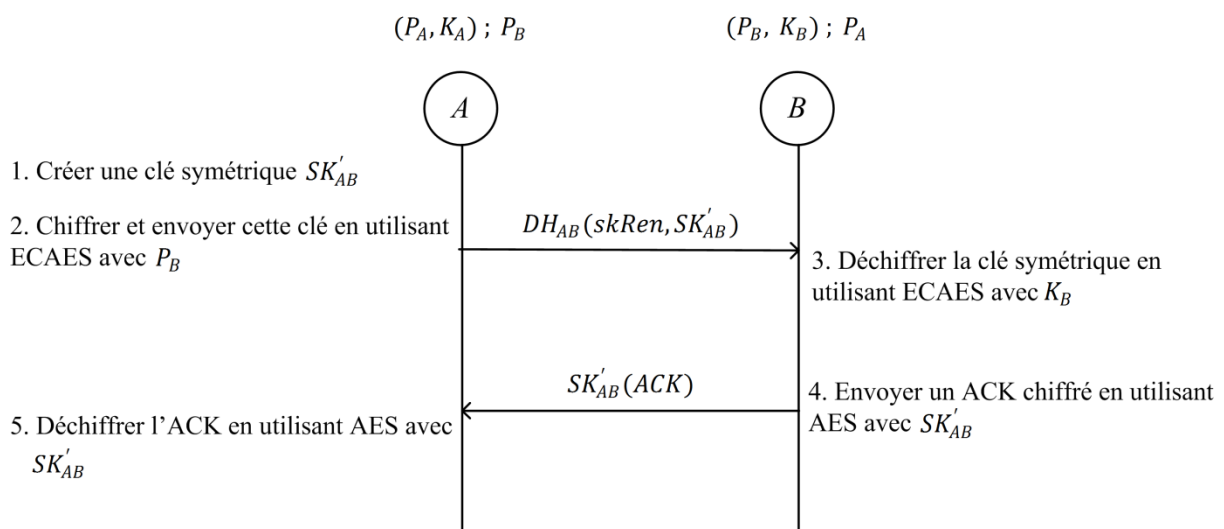 (P_A, K_A) ; P_B
(P_B, K_B) ; P_A
A
B
1. Créer une clé symétrique SK'_AB
2. Chiffrer et envoyer cette clé en utilisant
ECAES avec P_B
DH_AB(skRen, SK'_AB)
3. Déchiffrer la clé symétrique en
utilisant ECAES avec K_B
SK'_AB(ACK)
4. Envoyer un ACK chiffré en utilisant
AES avec SK'_AB
5. Déchiffrer l’ACK en utilisant AES avec
SK'_AB